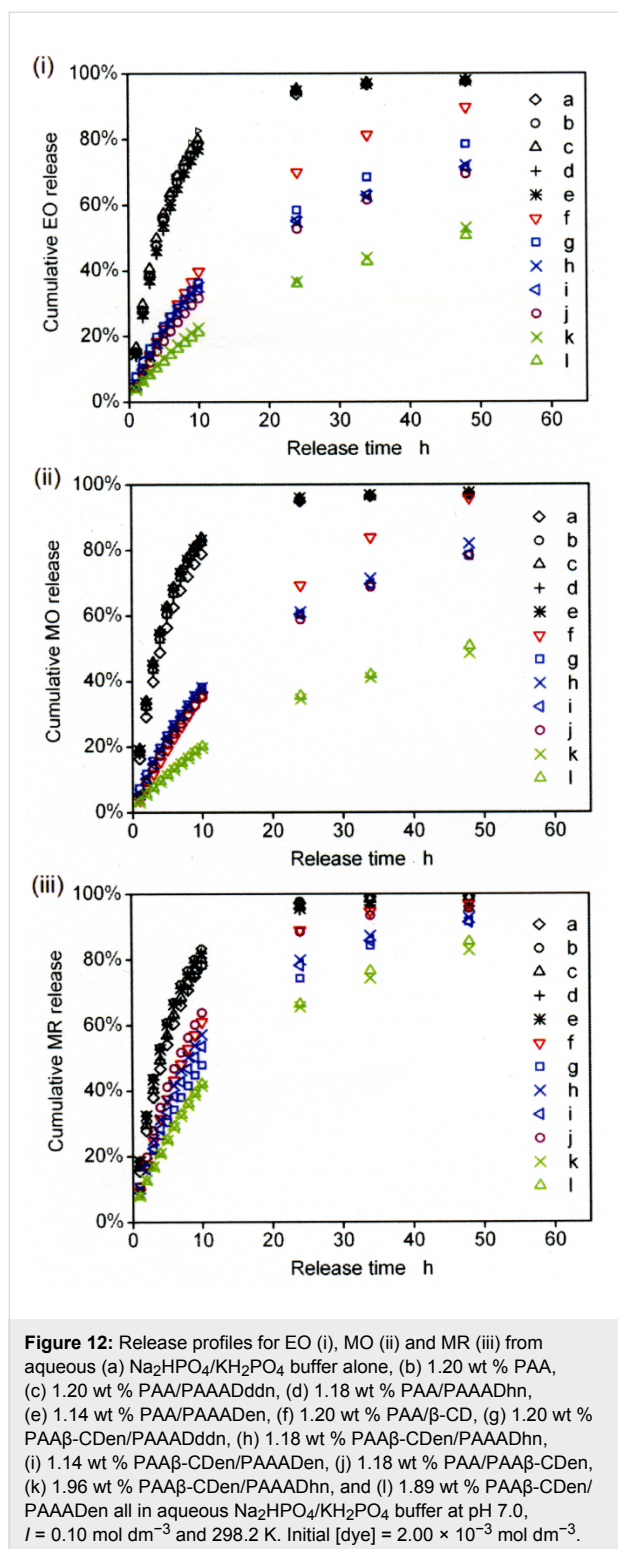 (i)
100%
80%
60%
40%
20%
0%
Cumulative EO release
0 10 20 30 40 50 60
Release time h
a
b
c
d
e
f
g
h
i
j
k
l
(ii)
100%
80%
60%
40%
20%
0%
Cumulative MO release
0 10 20 30 40 50 60
Release time h
a
b
c
d
e
f
g
h
i
j
k
l
(iii)
100%
80%
60%
40%
20%
0%
Cumulative MR release
0 10 20 30 40 50 60
Release time h
a
b
c
d
e
f
g
h
i
j
k
l
Figure 12: Release profiles for EO (i), MO (ii) and MR (iii) from
aqueous (a) Na₂HPO₄/KH₂PO₄ buffer alone, (b) 1.20 wt % PAA,
(c) 1.20 wt % PAA/PAAADddn, (d) 1.18 wt % PAA/PAAADhn,
(e) 1.14 wt % PAA/PAAADen, (f) 1.20 wt % PAA/β-CD, (g) 1.20 wt %
PAAβ-CDen/PAAADddn, (h) 1.18 wt % PAAβ-CDen/PAAADhn,
(i) 1.14 wt % PAAβ-CDen/PAAADen, (j) 1.18 wt % PAA/PAAβ-CDen,
(k) 1.96 wt % PAAβ-CDen/PAAADhn, and (l) 1.89 wt % PAAβ-CDen/
PAAADen all in aqueous Na₂HPO₄/KH₂PO₄ buffer at pH 7.0,
I = 0.10 mol dm⁻³ and 298.2 K. Initial [dye] = 2.00 × 10⁻³ mol dm⁻³.